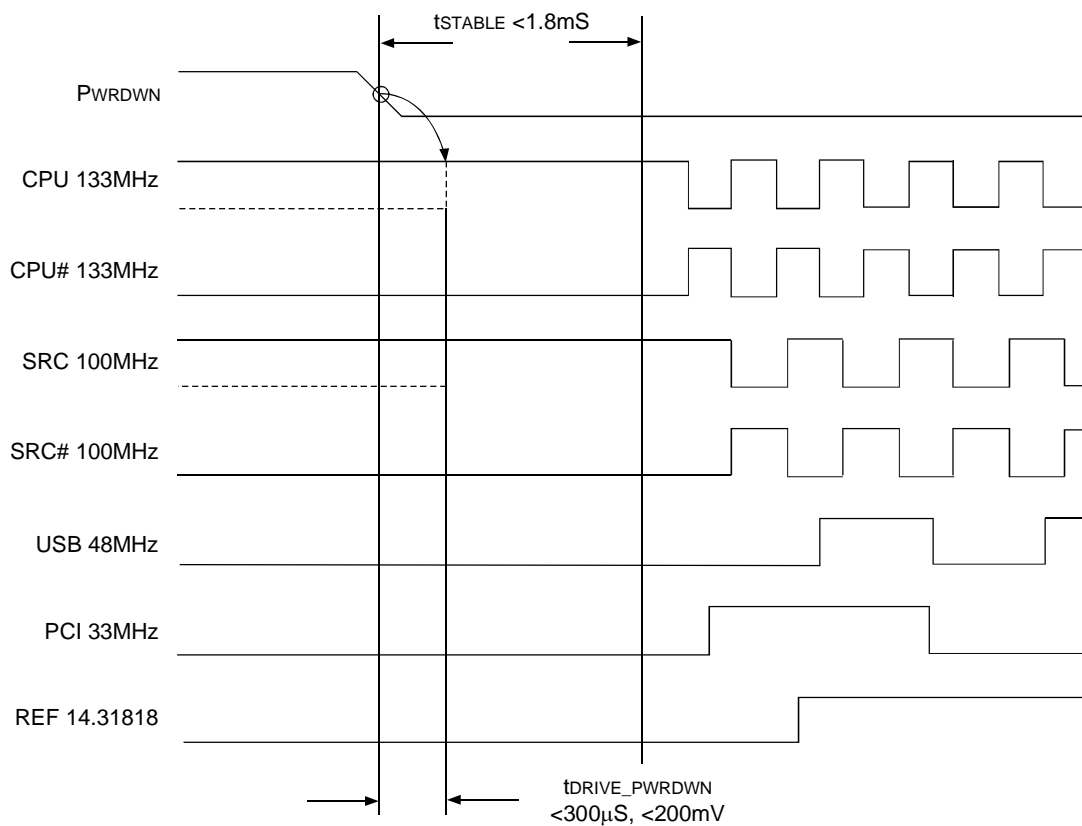 tSTABLE <1.8mS
PWRDWN
CPU 133MHz
CPU# 133MHz
SRC 100MHz
SRC# 100MHz
USB 48MHz
PCI 33MHz
REF 14.31818
tDRIVE_PWRDWN
<300μS, <200mV